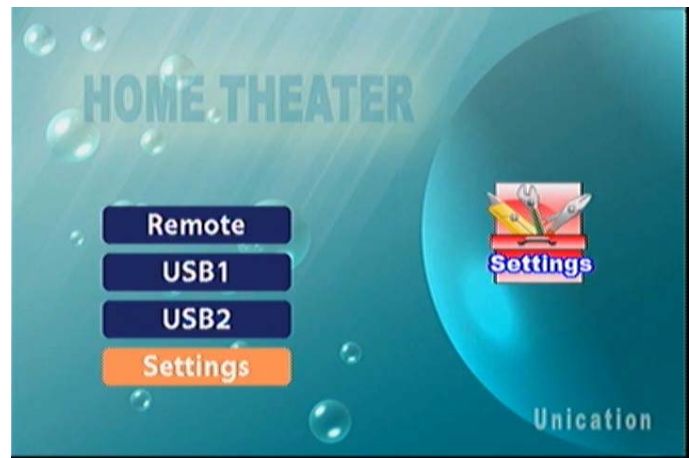 HOME THEATER
Remote
USB1
USB2
Settings
Settings
Unication